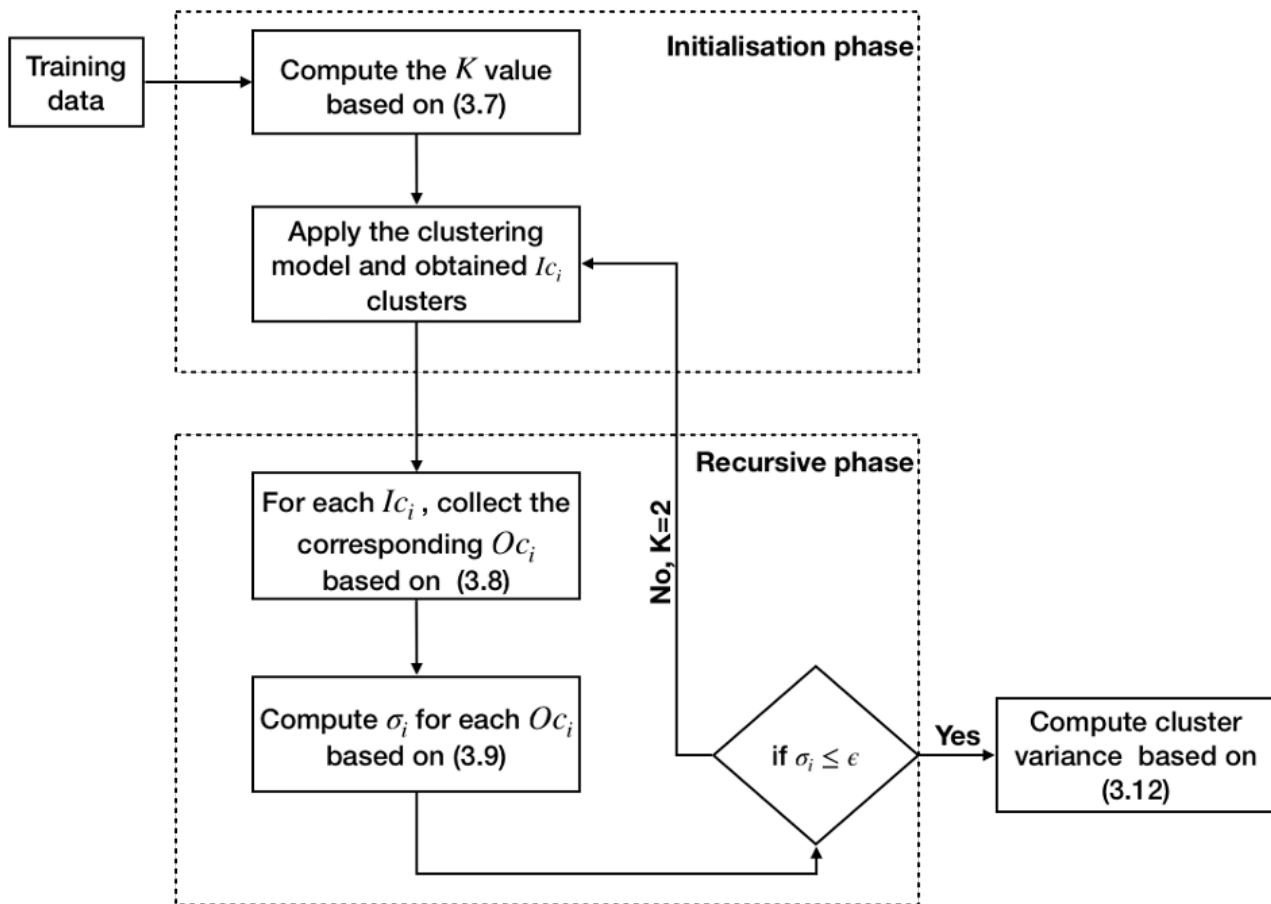 Initialisation phase
Training
data
Compute the K value
based on (3.7)
Apply the clustering
model and obtained Ic_i
clusters
Recursive phase
For each Ic_i , collect the
corresponding Oc_i
based on (3.8)
No, K=2
Compute σ_i for each Oc_i
based on (3.9)
if σ_i ≤ ϵ
Yes
Compute cluster
variance based on
(3.12)